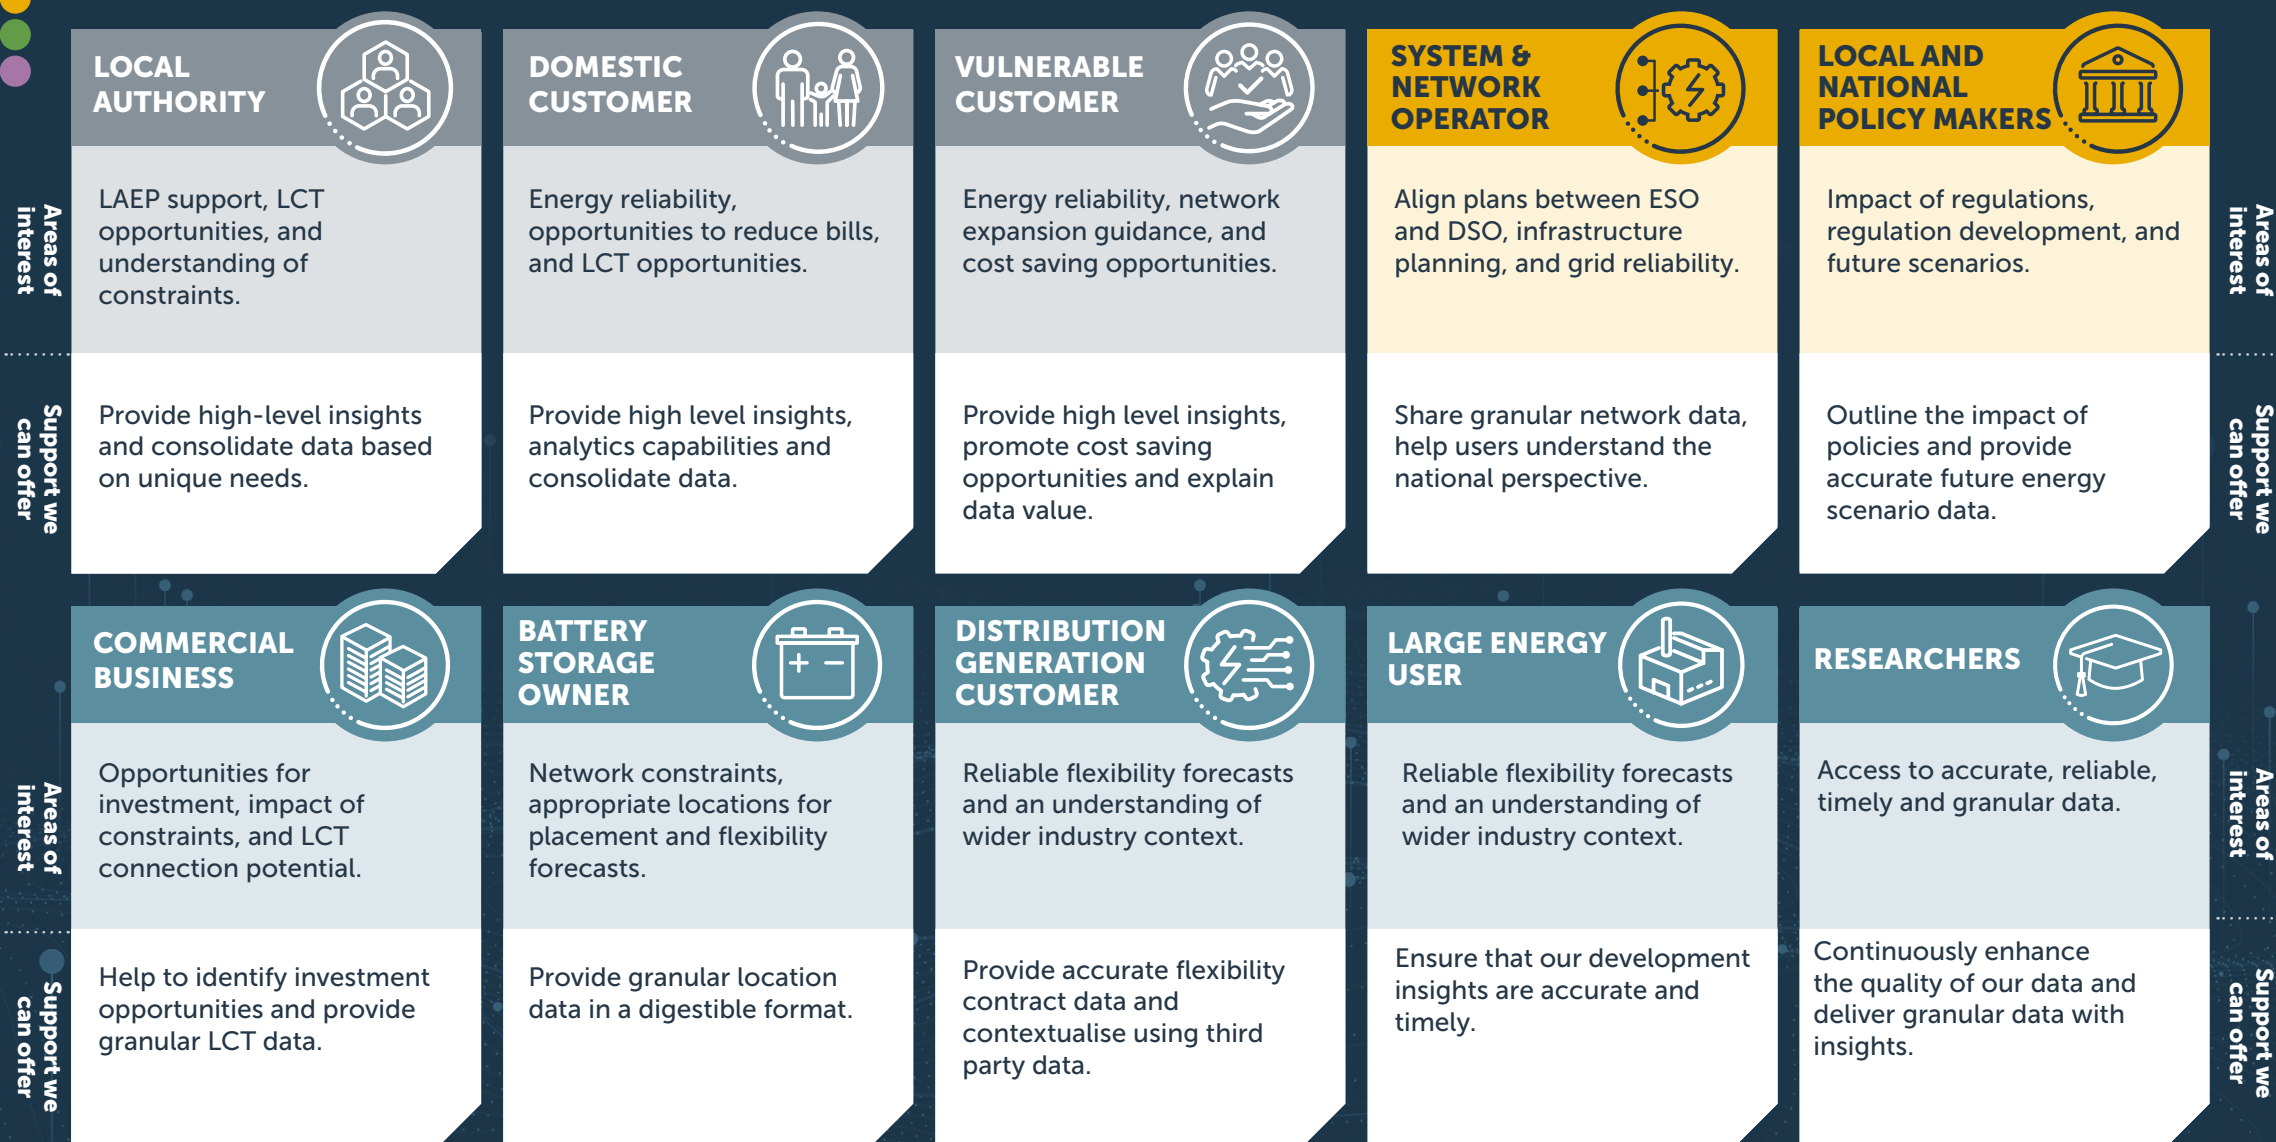 LOCAL
AUTHORITY
DOMESTIC
CUSTOMER
VULNERABLE
CUSTOMER
SYSTEM &
NETWORK
OPERATOR
LOCAL AND
NATIONAL
POLICY MAKERS
Areas of
interest
LAEP support, LCT
opportunities, and
understanding of
constraints.
Energy reliability,
opportunities to reduce bills,
and LCT opportunities.
Energy reliability, network
expansion guidance, and
cost saving opportunities.
Align plans between ESO
and DSO, infrastructure
planning, and grid reliability.
Impact of regulations,
regulation development, and
future scenarios.
Areas of
interest
Support we
can offer
Provide high-level insights
and consolidate data based
on unique needs.
Provide high level insights,
analytics capabilities and
consolidate data.
Provide high level insights,
promote cost saving
opportunities and explain
data value.
Share granular network data,
help users understand the
national perspective.
Outline the impact of
policies and provide
accurate future energy
scenario data.
Support we
can offer
COMMERCIAL
BUSINESS
BATTERY
STORAGE
OWNER
DISTRIBUTION
GENERATION
CUSTOMER
LARGE ENERGY
USER
RESEARCHERS
Areas of
interest
Opportunities for
investment, impact of
constraints, and LCT
connection potential.
Network constraints,
appropriate locations for
placement and flexibility
forecasts.
Reliable flexibility forecasts
and an understanding of
wider industry context.
Reliable flexibility forecasts
and an understanding of
wider industry context.
Access to accurate, reliable,
timely and granular data.
Areas of
interest
Support we
can offer
Help to identify investment
opportunities and provide
granular LCT data.
Provide granular location
data in a digestible format.
Provide accurate flexibility
contract data and
contextualise using third
party data.
Ensure that our development
insights are accurate and
timely.
Continuously enhance
the quality of our data and
deliver granular data with
insights.
Support we
can offer